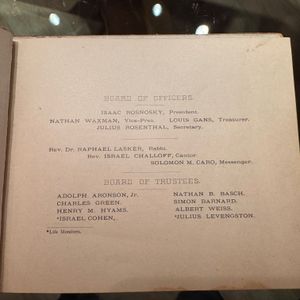 BOARD OF OFFICERS.
ISAAC ROSNOSKY, President.
NATHAN WAXMAN, Vice-Pres. LOUIS GANS, Treasurer.
JULIUS ROSENTHAL, Secretary.
Rev. Dr. RAPHAEL LASKER, Rabbi.
Rev. ISRAEL CHALLOFF, Cantor.
SOLOMON M. CARO, Messenger.
BOARD OF TRUSTEES.
ADOLPH ARONSON, Jr. NATHAN B. BASCH.
CHARLES GREEN. SIMON BARNARD.
HENRY M. HYAMS. ALBERT WEISS.
*ISRAEL COHEN, *JULIUS LEVENGSTON.
*Life Members.